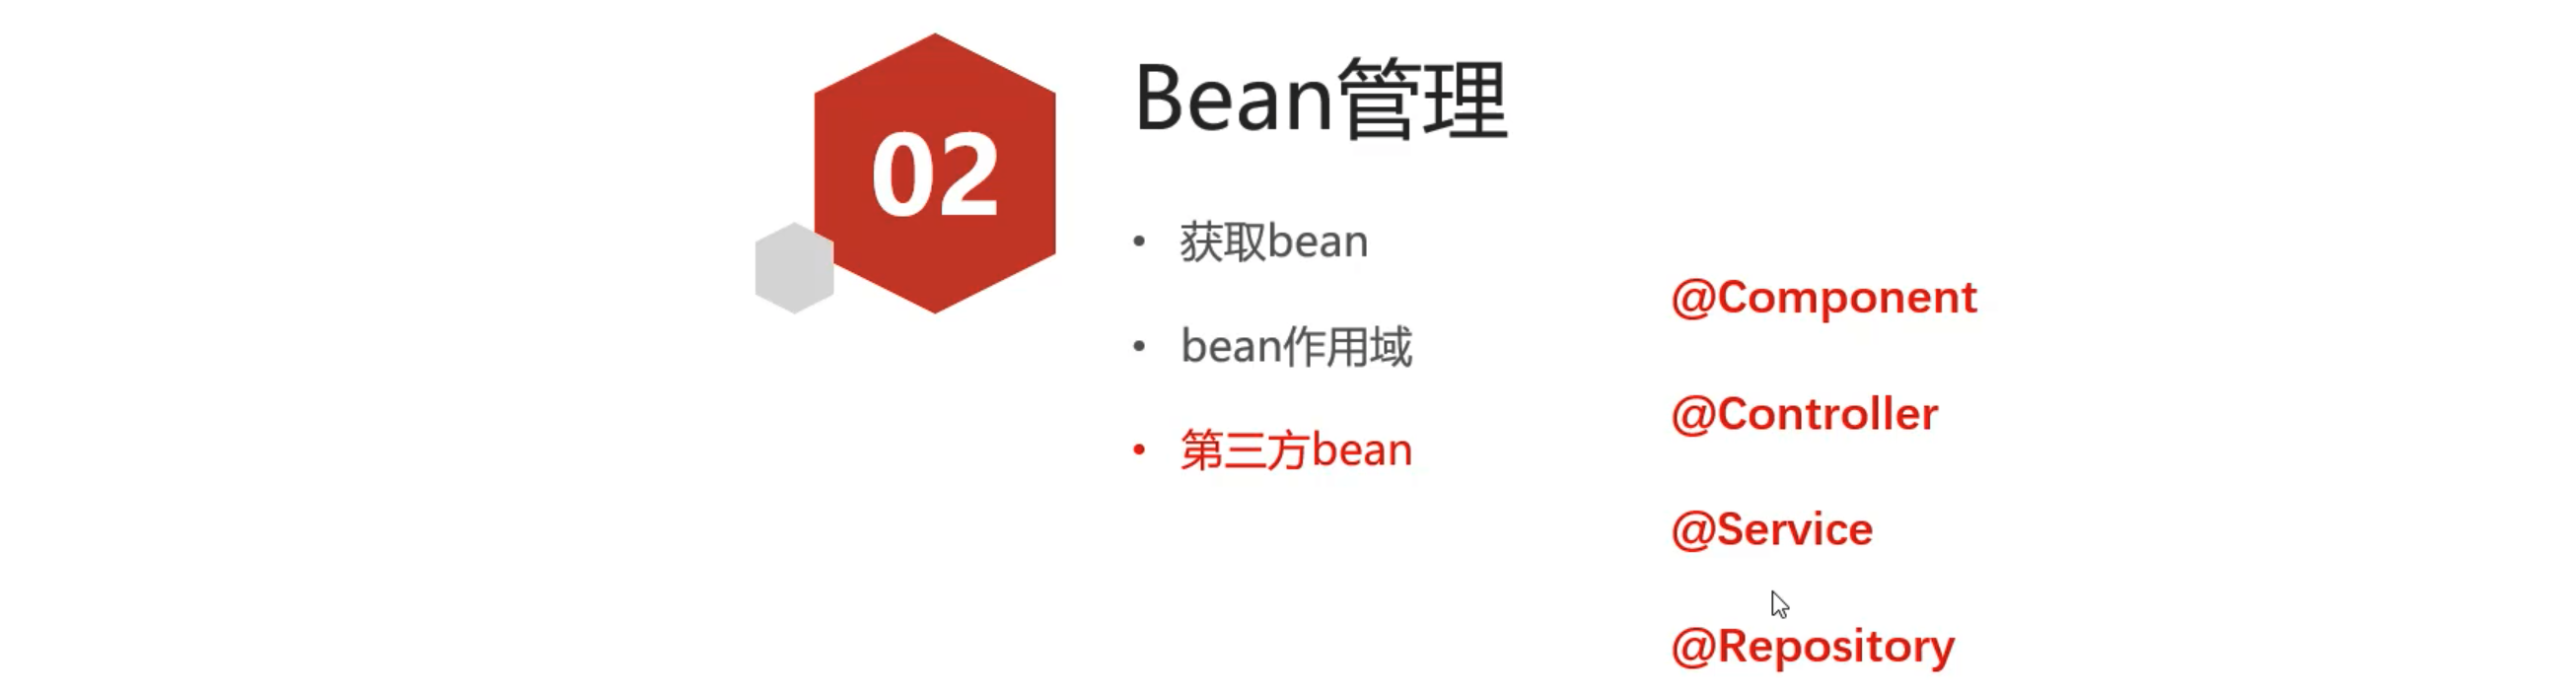 02
Bean管理
获取bean
bean作用域
第三方bean
@Component
@Controller
@Service
@Repository